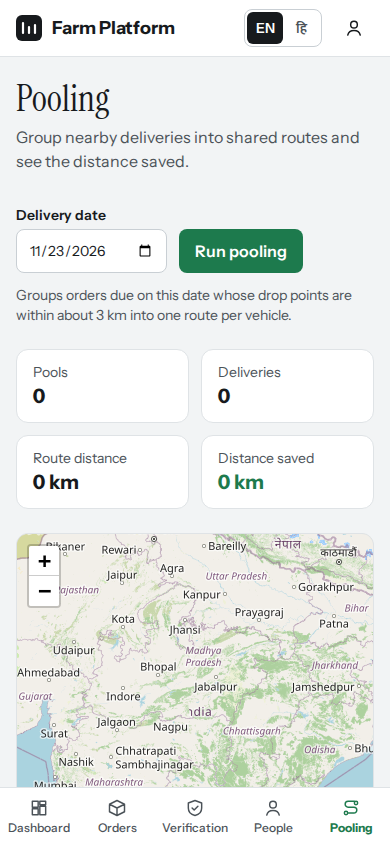 Farm Platform
EN हि
Pooling
Group nearby deliveries into shared routes and
see the distance saved.
Delivery date
11/23/2026
Run pooling
Groups orders due on this date whose drop points are
within about 3 km into one route per vehicle.
Pools
0
Deliveries
0
Route distance
0 km
Distance saved
0 km
+
−
Rewari
Bareilly
नेपाल
काठमाडौं
Jaipur
Agra
Uttar Pradesh
Gorakhpur
Kanpur
Kota
Jhansi
Prayagraj
Bihar
Patna
Udaipur
Madhya
Pradesh
Bhopal
Jharkhand
Ahmedabad
Jabalpur
Jamshedpur
Gujarat
Indore
Jalgaon
Nagpu
ndia
Chhattisgarh
Surat
Nashik
Chhatrapati
Sambhajinagar
Odisha
Bhu
Mumbai
Maharashtra
Dashboard
Orders
Verification
People
Pooling